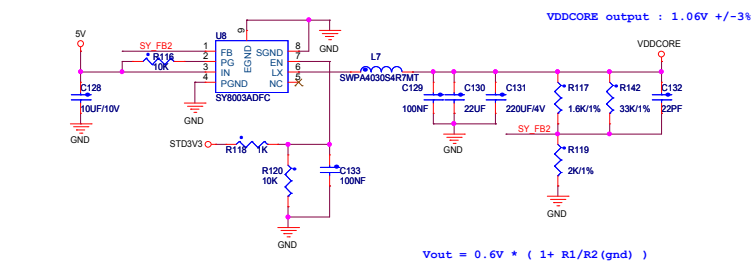 VDDCORE output : 1.06V +/-3%
5V
SY_FB2
R116
10K
C128
10UF/10V
GND
U8
9
EGND
1 FB SGND 8
2 PG EN 7
3 IN LX 6
4 PGND NC 5
SY8003ADFC
GND
GND
L7
SWPA4030S4R7MT
VDDCORE
C129
100NF
C130
22UF
C131
220UF/4V
R117
1.6K/1%
R142
33K/1%
C132
22PF
GND
SY_FB2
R119
2K/1%
GND
STD3V3
R118 1K
R120
10K
C133
100NF
GND
Vout = 0.6V * ( 1+ R1/R2(gnd) )